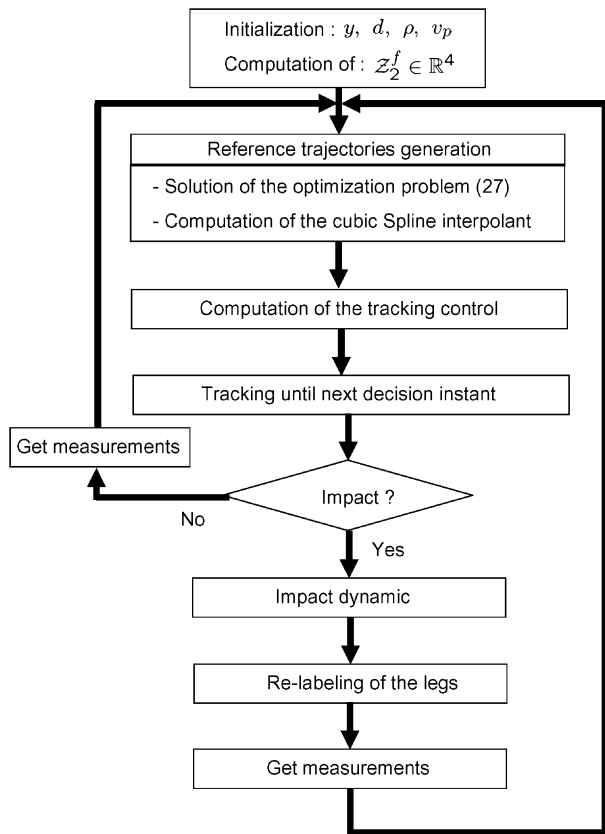 Initialization : y, d, ρ, v_p
Computation of : 𝒵₂ᶠ ∈ ℝ⁴
Reference trajectories generation
- Solution of the optimization problem (27)
- Computation of the cubic Spline interpolant
Computation of the tracking control
Tracking until next decision instant
Get measurements
Impact ?
No
Yes
Impact dynamic
Re-labeling of the legs
Get measurements